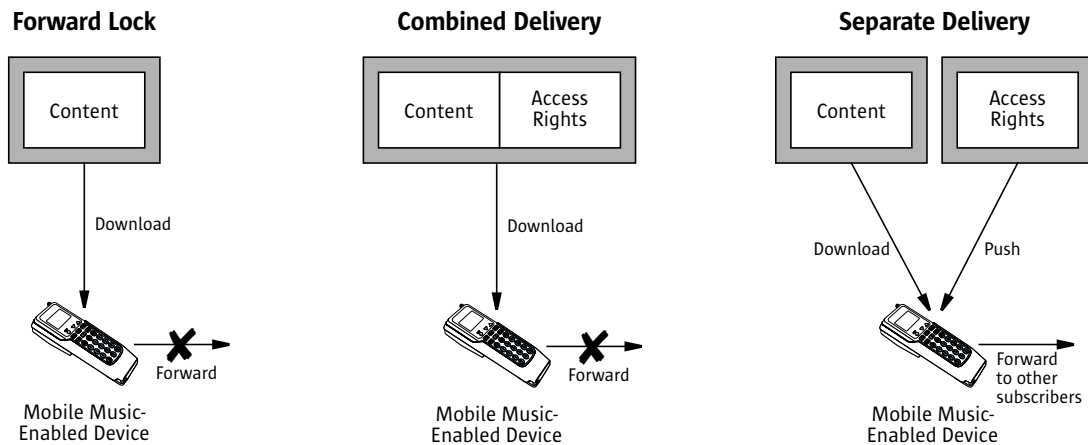 Forward Lock
Content
Download
Forward
Mobile Music-
Enabled Device
Combined Delivery
Content
Access
Rights
Download
Forward
Mobile Music-
Enabled Device
Separate Delivery
Content
Access
Rights
Download
Push
Forward
to other
subscribers
Mobile Music-
Enabled Device